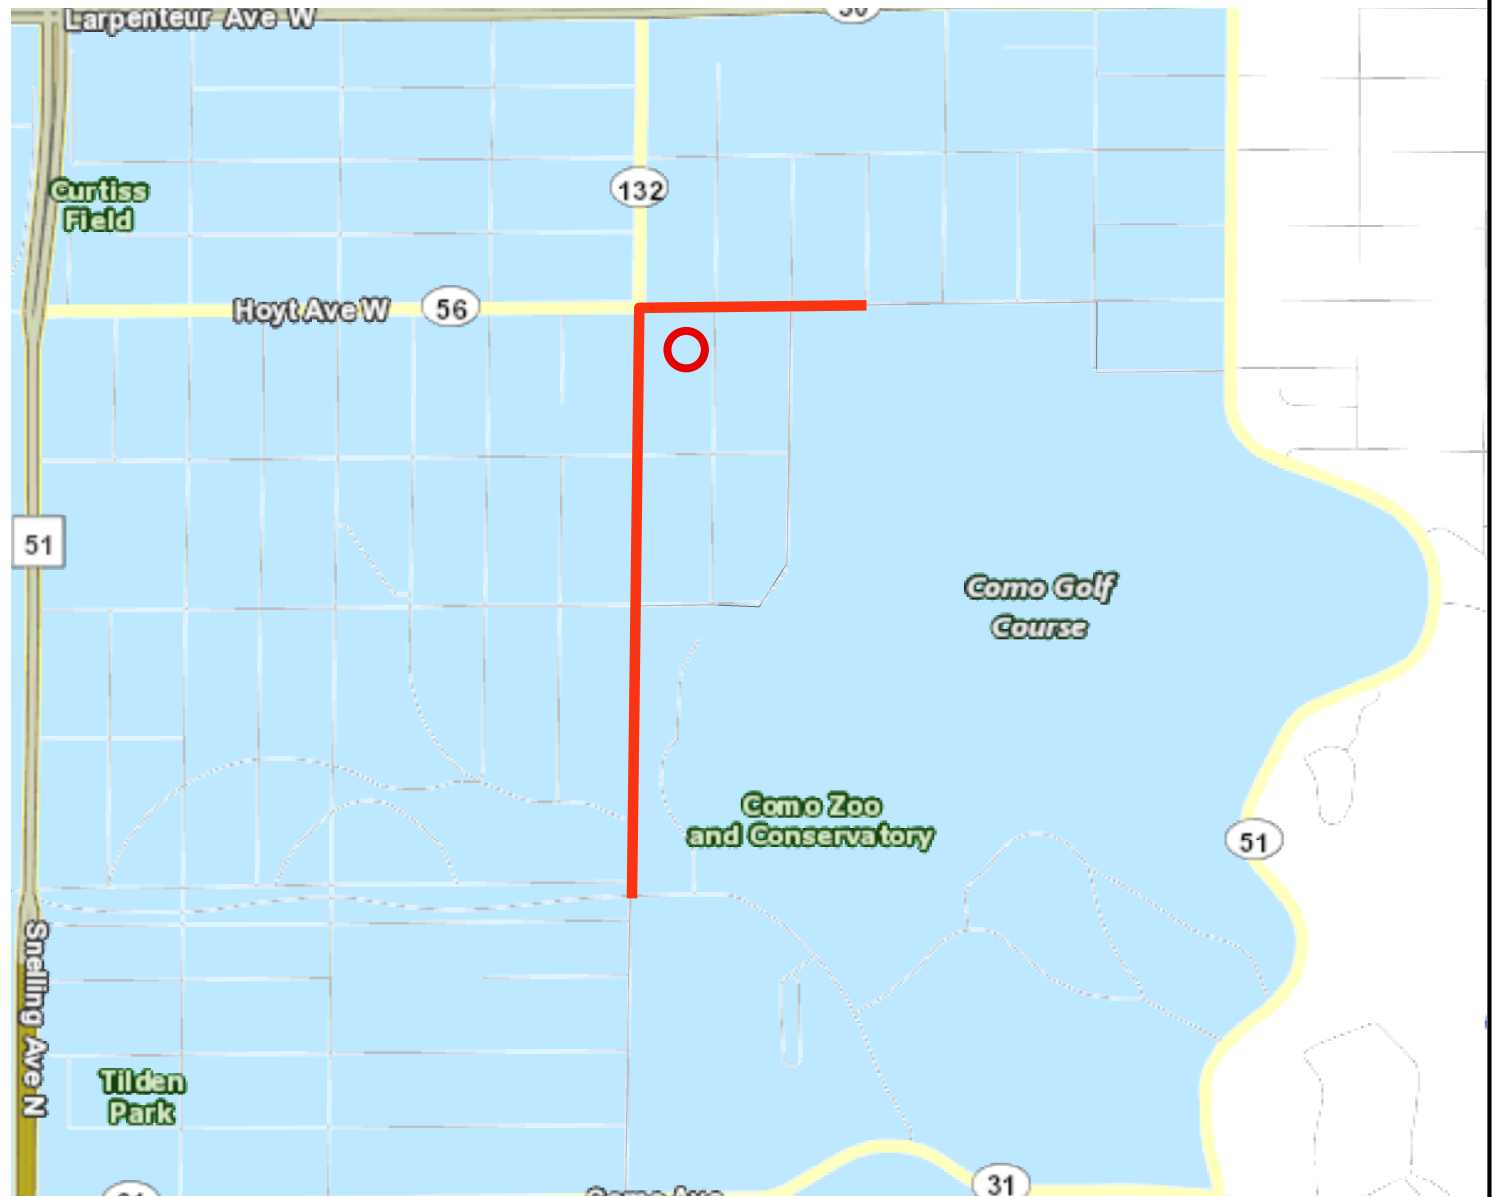 Larpenteur Ave W
Curtiss
Field
132
Hoyt Ave W
56
51
Como Golf
Course
Como Zoo
and Conservatory
51
Snelling Ave N
Tilden
Park
31